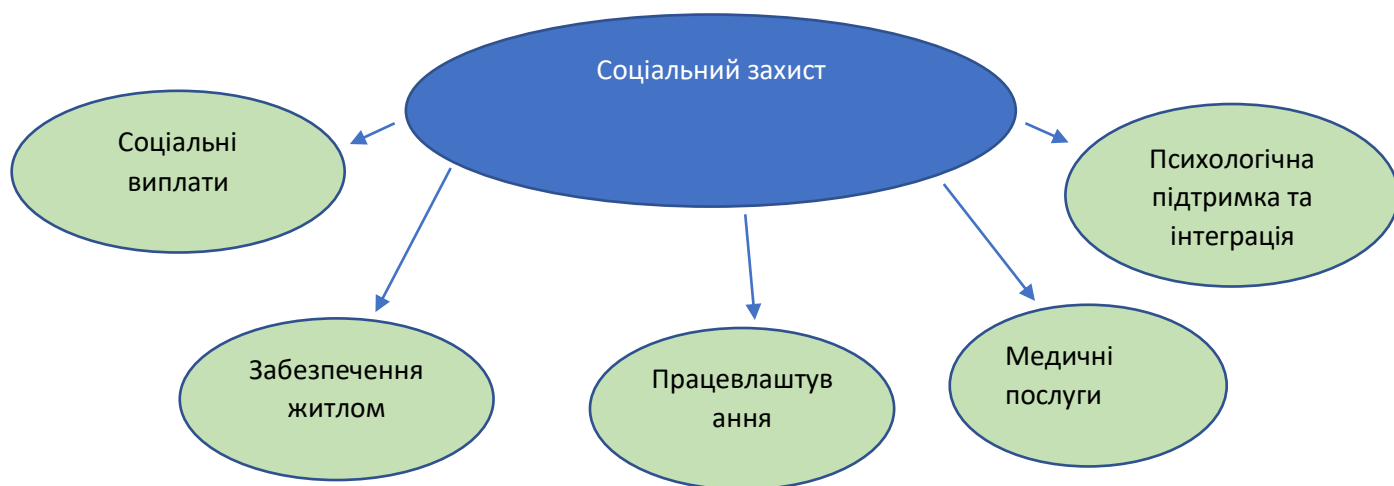 Соціальний захист
Соціальні
виплати
Психологічна
підтримка та
інтеграція
Забезпечення
житлом
Працевлаштув
ання
Медичні
послуги